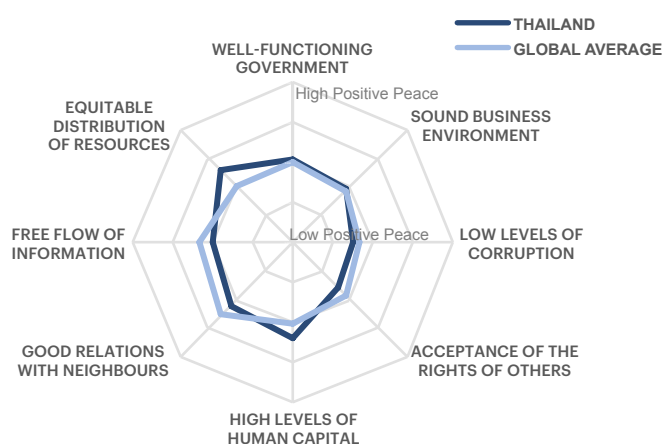 THAILAND
GLOBAL AVERAGE
WELL-FUNCTIONING
GOVERNMENT
High Positive Peace
SOUND BUSINESS
ENVIRONMENT
EQUITABLE
DISTRIBUTION
OF RESOURCES
FREE FLOW OF
INFORMATION
Low Positive Peace
LOW LEVELS OF
CORRUPTION
GOOD RELATIONS
WITH NEIGHBOURS
ACCEPTANCE OF THE
RIGHTS OF OTHERS
HIGH LEVELS OF
HUMAN CAPITAL